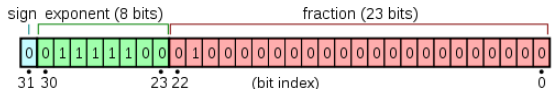 sign exponent (8 bits) fraction (23 bits)
0 0 1 1 1 1 1 0 0 0 1 0 0 0 0 0 0 0 0 0 0 0 0 0 0 0 0 0 0 0 0 0
31 30 23 22 (bit index) 0